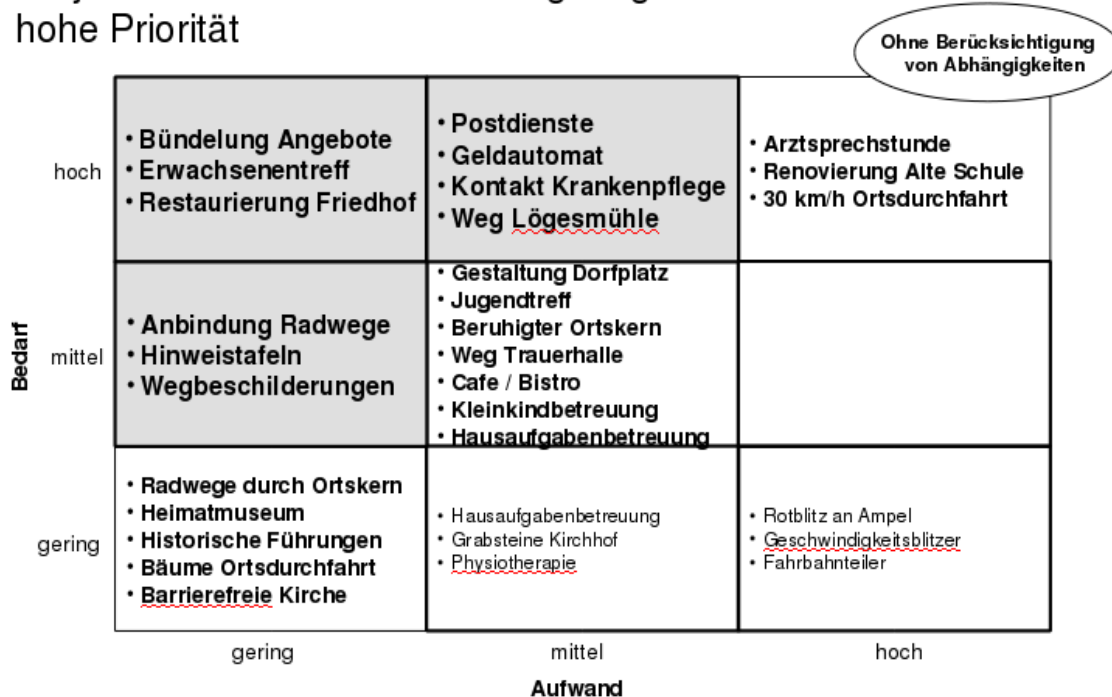 hohe Priorität
Ohne Berücksichtigung
von Abhängigkeiten
hoch
• Bündelung Angebote
• Erwachsenentreff
• Restaurierung Friedhof
• Postdienste
• Geldautomat
• Kontakt Krankenpflege
• Weg Lögesmühle
• Arztsprechstunde
• Renovierung Alte Schule
• 30 km/h Ortsdurchfahrt
Bedarf
mittel
• Anbindung Radwege
• Hinweistafeln
• Wegbeschilderungen
• Gestaltung Dorfplatz
• Jugendtreff
• Beruhigter Ortskern
• Weg Trauerhalle
• Cafe / Bistro
• Kleinkindbetreuung
• Hausaufgabenbetreuung
gering
• Radwege durch Ortskern
• Heimatmuseum
• Historische Führungen
• Bäume Ortsdurchfahrt
• Barrierefreie Kirche
• Hausaufgabenbetreuung
• Grabsteine Kirchhof
• Physiotherapie
• Rotblitz an Ampel
• Geschwindigkeitsblitzer
• Fahrbahnteiler
gering
mittel
hoch
Aufwand